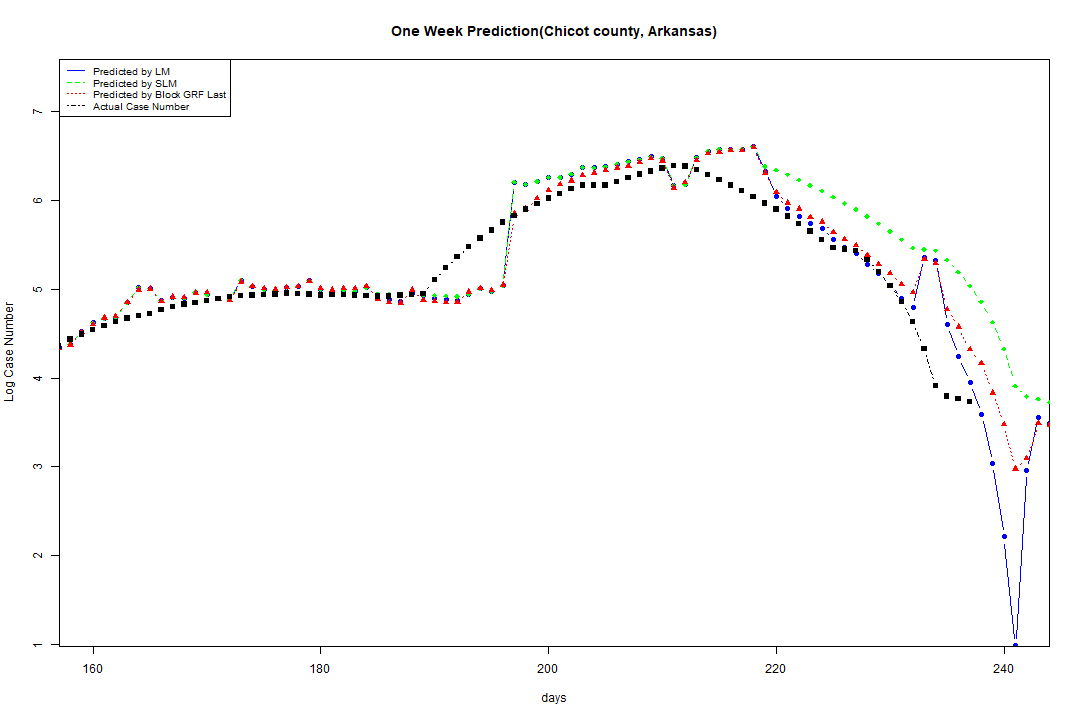 One Week Prediction(Chicot county, Arkansas)
Predicted by LM
Predicted by SLM
Predicted by Block GRF Last
Actual Case Number
7
6
5
4
3
2
1
Log Case Number
160 180 200 220 240
days